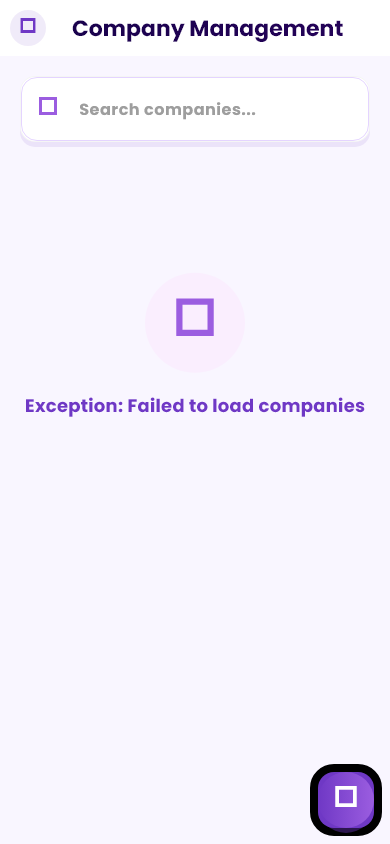 Company Management
Search companies...
Exception: Failed to load companies